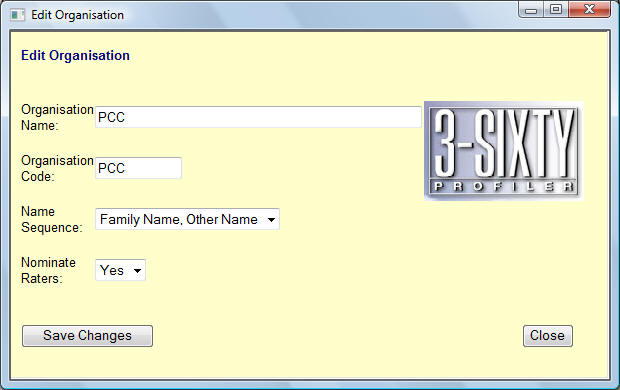 Edit Organisation
Edit Organisation
Organisation
Name:
PCC
3-SIXTY
PROFILER
Organisation
Code:
PCC
Name
Sequence:
Family Name, Other Name
Nominate
Raters:
Yes
Save Changes
Close